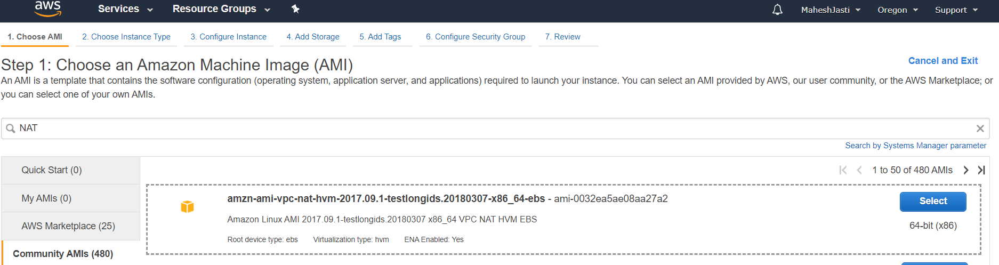 aws Services Resource Groups MaheshJasti Oregon Support
1. Choose AMI 2. Choose Instance Type 3. Configure Instance 4. Add Storage 5. Add Tags 6. Configure Security Group 7. Review
Step 1: Choose an Amazon Machine Image (AMI)
Cancel and Exit
An AMI is a template that contains the software configuration (operating system, application server, and applications) required to launch your instance. You can select an AMI provided by AWS, our user community, or the AWS Marketplace; or
you can select one of your own AMIs.
NAT
Search by Systems Manager parameter
Quick Start (0)
1 to 50 of 480 AMIs
My AMIs (0)
AWS Marketplace (25)
Community AMIs (480)
amzn-ami-vpc-nat-hvm-2017.09.1-testlongids.20180307-x86_64-ebs - ami-0032ea5ae08aa27a2
Amazon Linux AMI 2017.09.1-testlongids.20180307 x86_64 VPC NAT HVM EBS
Root device type: ebs Virtualization type: hvm ENA Enabled: Yes
Select
64-bit (x86)